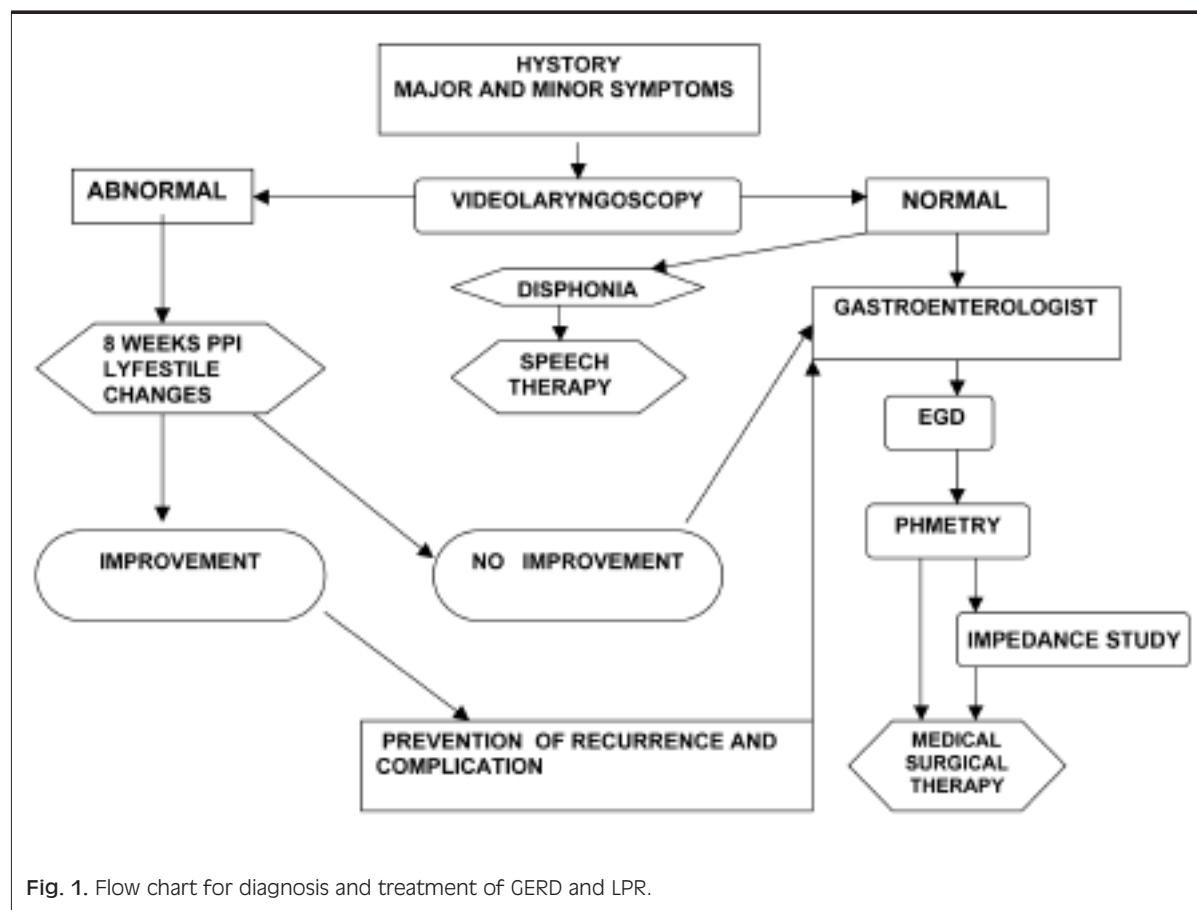 HYSTORY
MAJOR AND MINOR SYMPTOMS
ABNORMAL
VIDEOLARYNGOSCOPY
NORMAL
DISPHONIA
GASTROENTEROLOGIST
8 WEEKS PPI
LYFESTILE
CHANGES
SPEECH
THERAPY
EGD
PHMETRY
IMPROVEMENT
NO IMPROVEMENT
IMPEDANCE STUDY
PREVENTION OF RECURRENCE AND
COMPLICATION
MEDICAL
SURGICAL
THERAPY
Fig. 1. Flow chart for diagnosis and treatment of GERD and LPR.